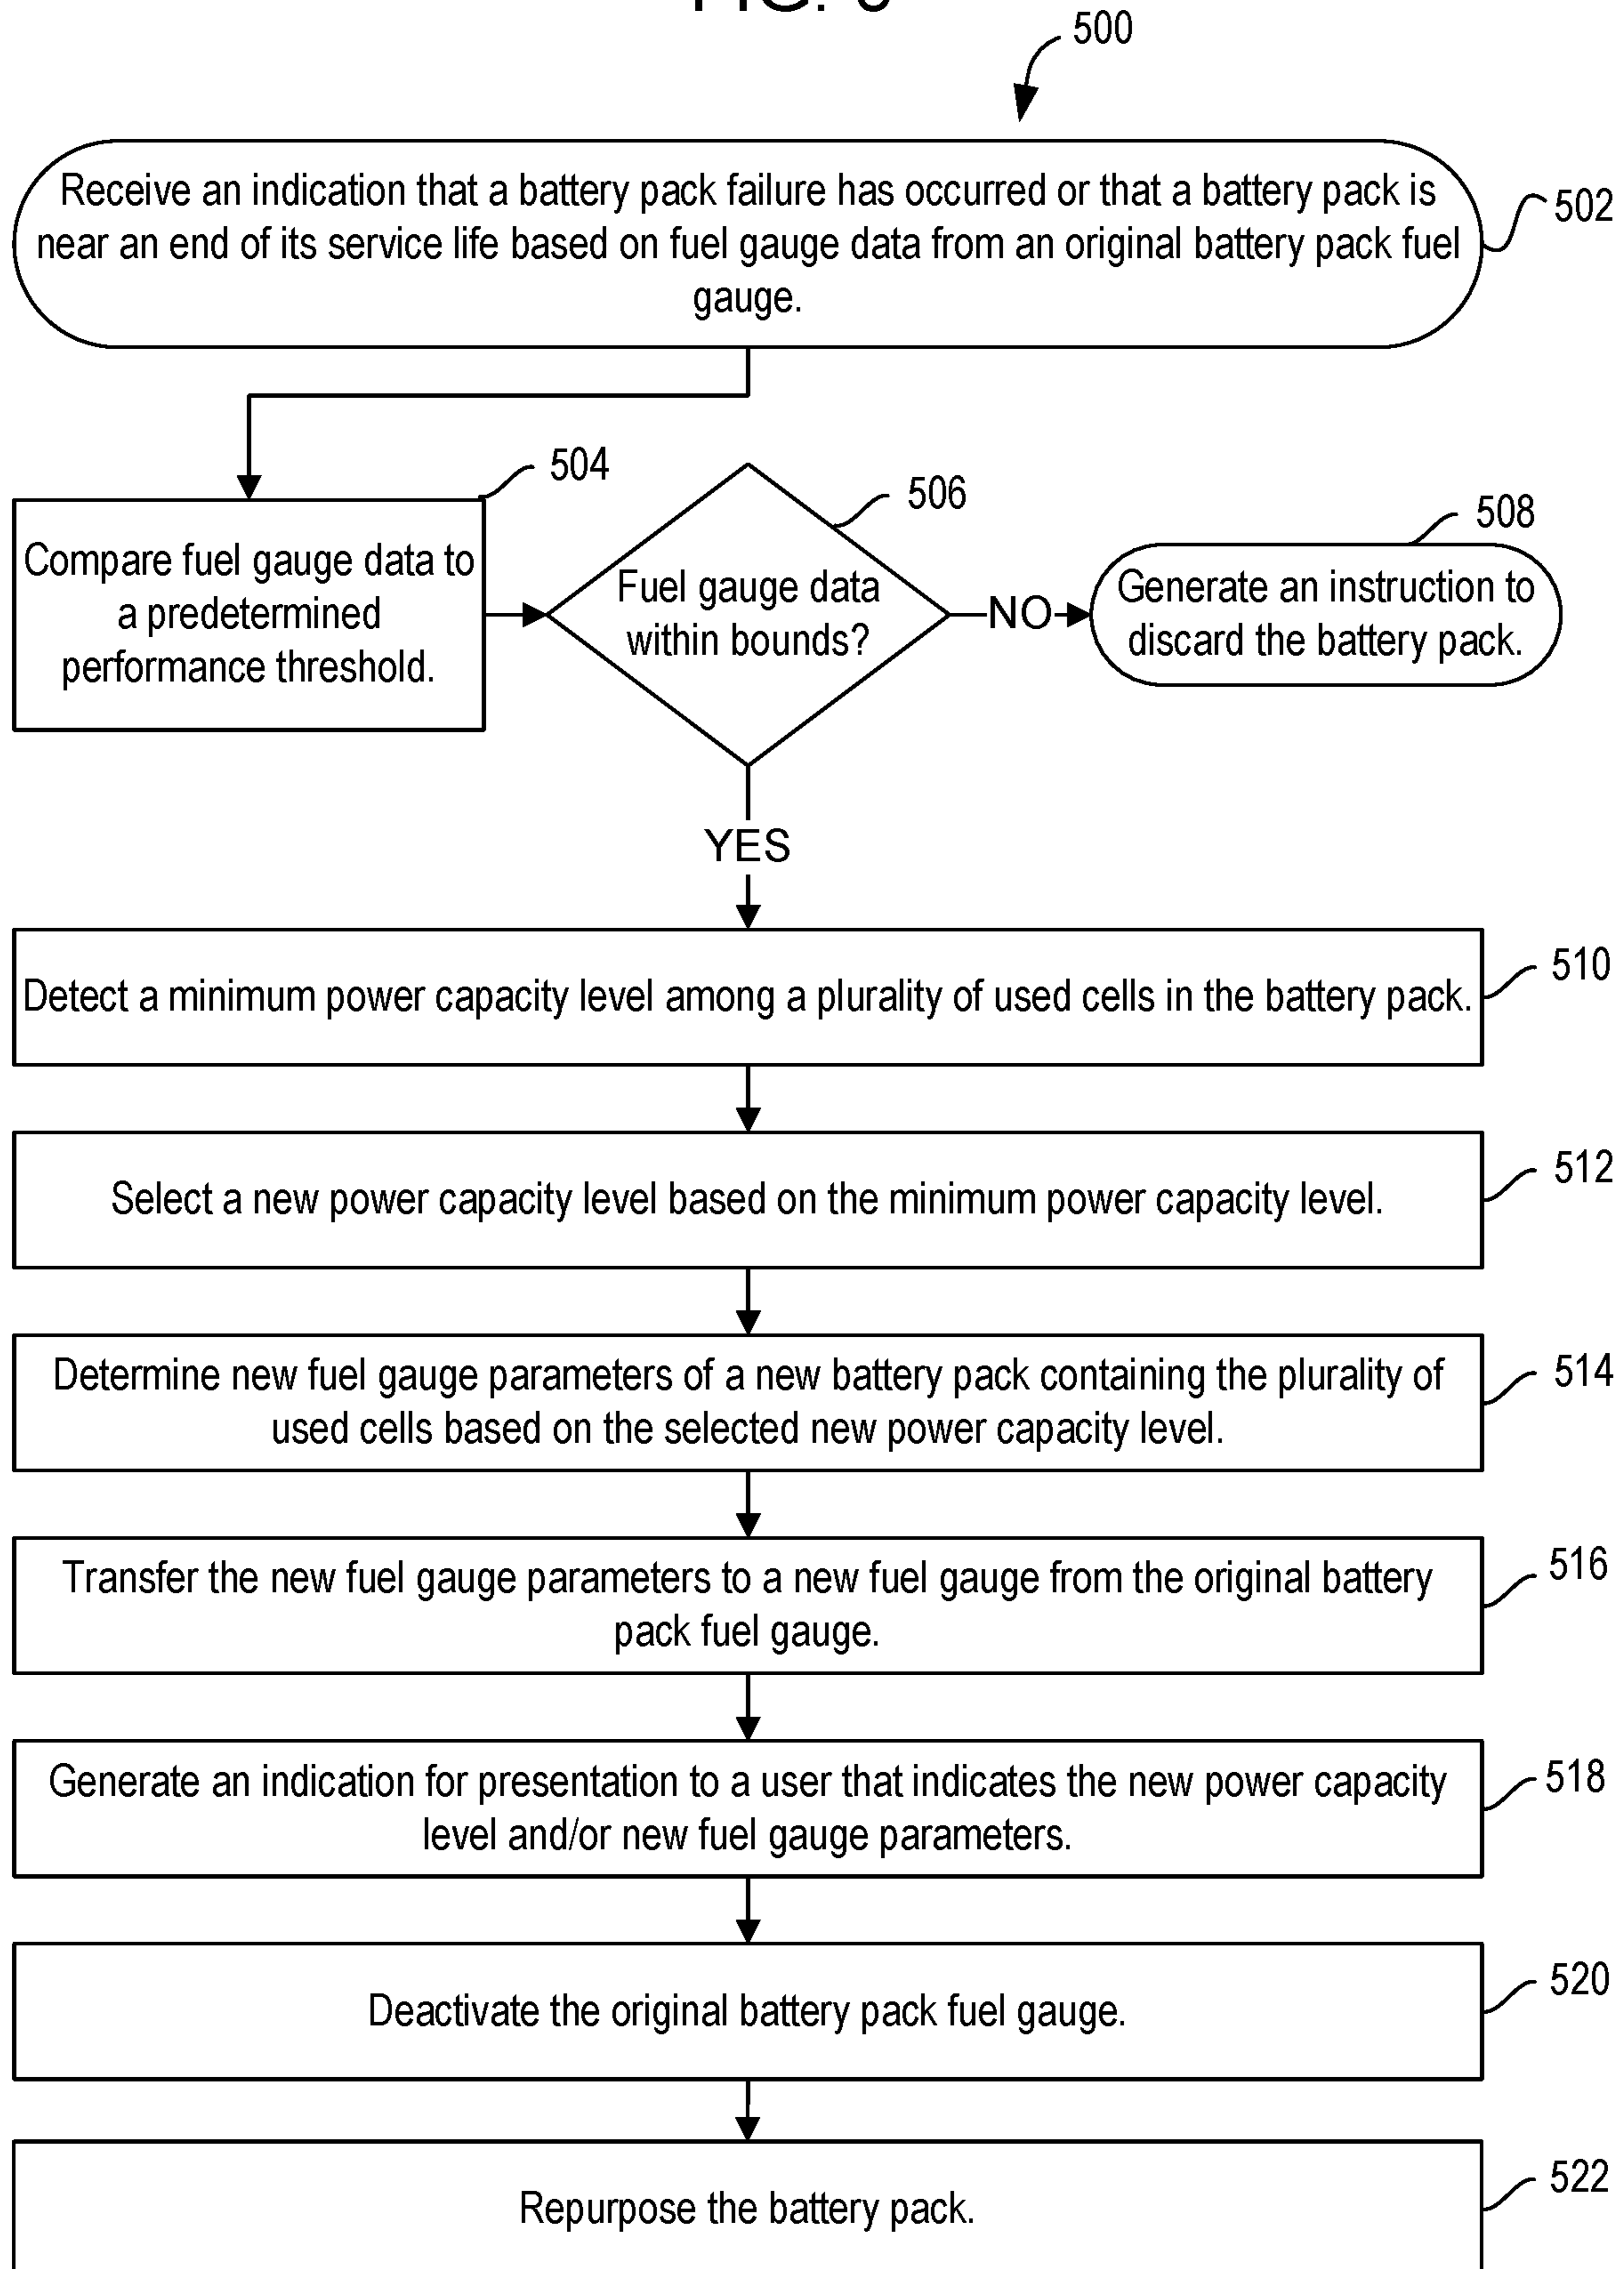 500
Receive an indication that a battery pack failure has occurred or that a battery pack is
near an end of its service life based on fuel gauge data from an original battery pack fuel
gauge.
502
504
Compare fuel gauge data to
a predetermined
performance threshold.
506
Fuel gauge data
within bounds?
NO
508
Generate an instruction to
discard the battery pack.
YES
Detect a minimum power capacity level among a plurality of used cells in the battery pack.
510
Select a new power capacity level based on the minimum power capacity level.
512
Determine new fuel gauge parameters of a new battery pack containing the plurality of
used cells based on the selected new power capacity level.
514
Transfer the new fuel gauge parameters to a new fuel gauge from the original battery
pack fuel gauge.
516
Generate an indication for presentation to a user that indicates the new power capacity
level and/or new fuel gauge parameters.
518
Deactivate the original battery pack fuel gauge.
520
Repurpose the battery pack.
522